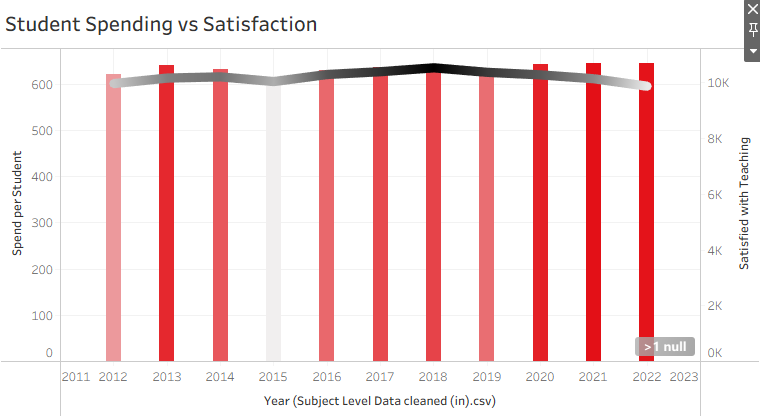 Student Spending vs Satisfaction
600
500
400
300
200
100
0
Spend per Student
10K
8K
6K
4K
2K
0K
Satisfied with Teaching
>1 null
2011 2012 2013 2014 2015 2016 2017 2018 2019 2020 2021 2022 2023
Year (Subject Level Data cleaned (in).csv)